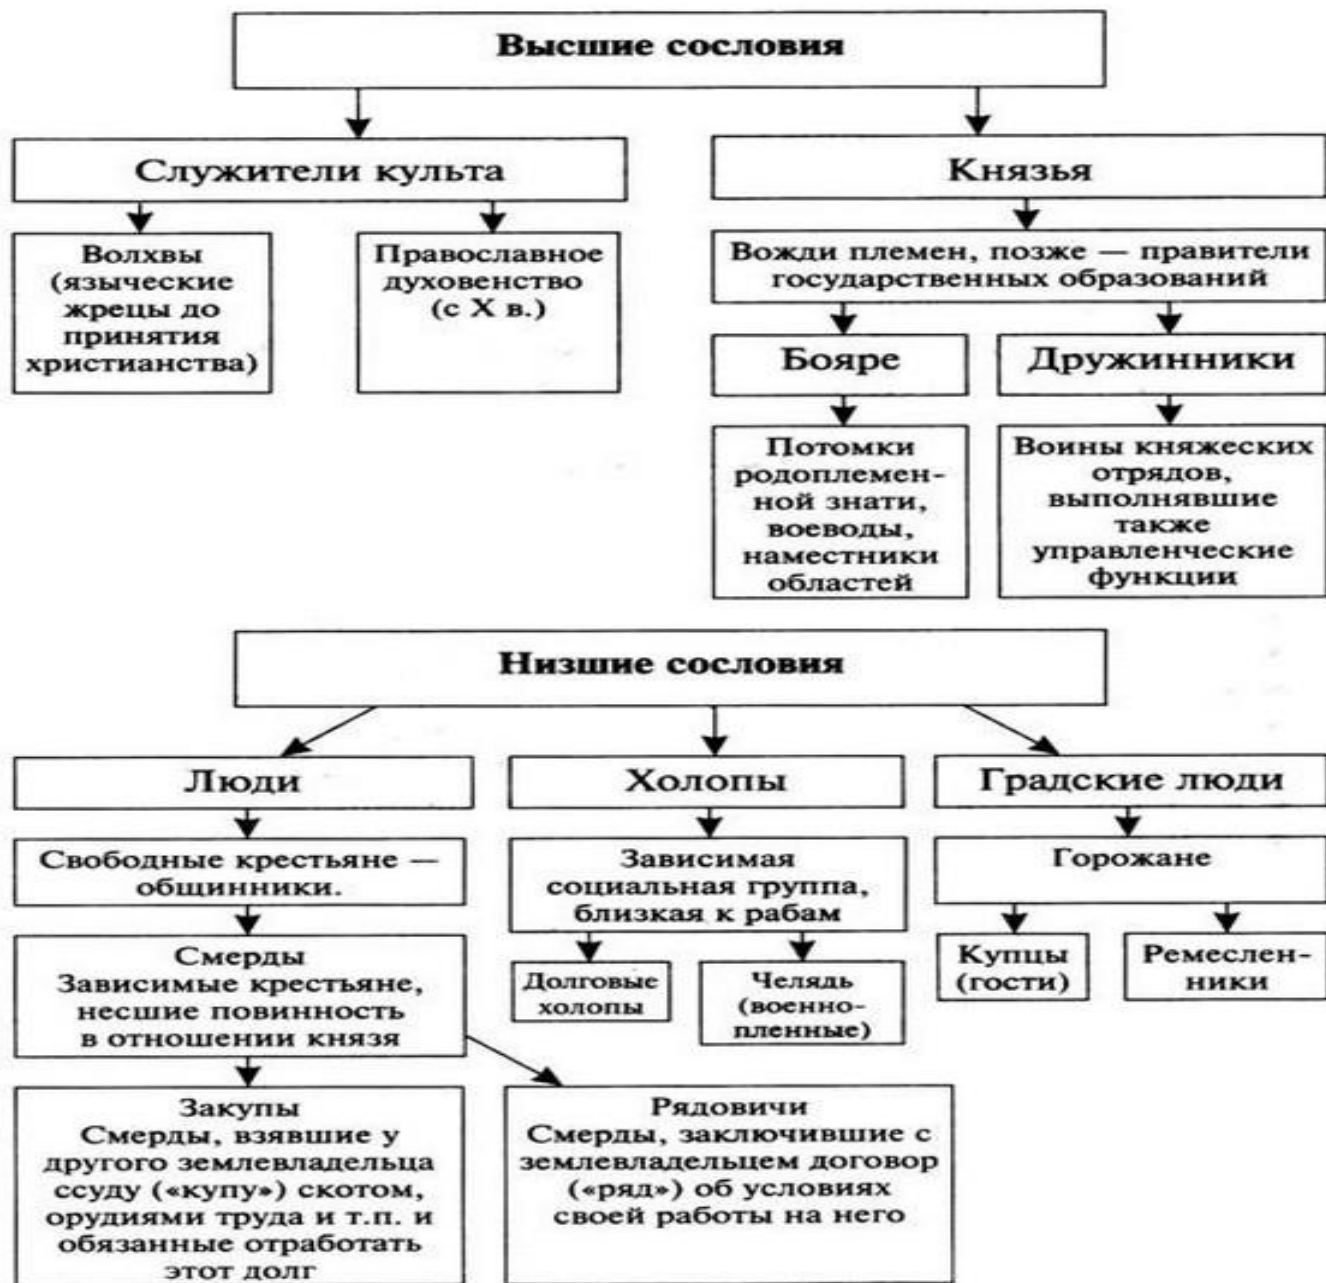 Высшие сословия
Служители культа
Князья
Волхвы
(языческие
жрецы до
принятия
христианства)
Православное
духовенство
(с X в.)
Вожди племен, позже — правители
государственных образований
Бояре
Дружинники
Потомки
родоплемен-
ной знати,
воеводы,
наместники
областей
Воины княжеских
отрядов,
выполнявшие
также
управленческие
функции
Низшие сословия
Люди
Холопы
Градские люди
Свободные крестьяне —
общинники.
Зависимая
социальная группа,
близкая к рабам
Горожане
Смерды
Зависимые крестьяне,
несшие повинность
в отношении князя
Долговые
холопы
Челядь
(военно-
пленные)
Купцы
(гости)
Ремеслен-
ники
Закупы
Смерды, взявшие у
другого землевладельца
ссуду («купу») скотом,
орудиями труда и т.п. и
обязанные отработать
этот долг
Рядовичи
Смерды, заключившие с
землевладельцем договор
(«ряд») об условиях
своей работы на него